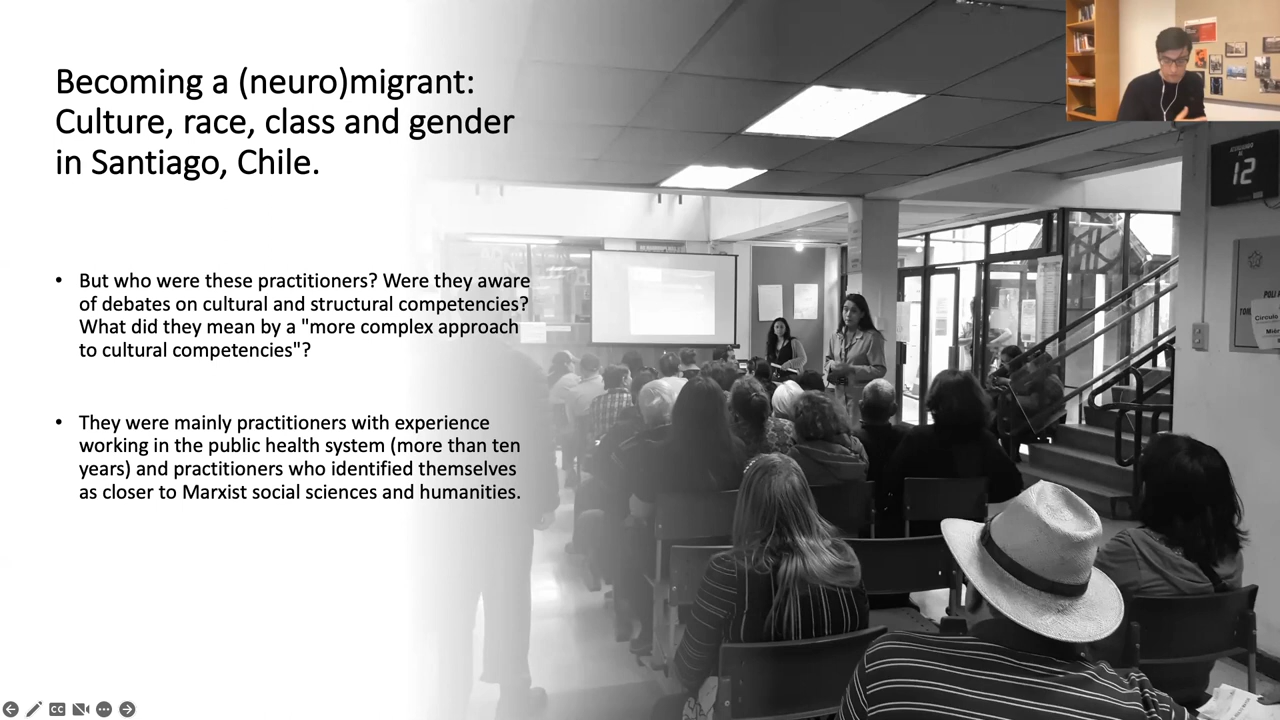 Becoming a (neuro)migrant:
Culture, race, class and gender
in Santiago, Chile.
• But who were these practitioners? Were they aware
of debates on cultural and structural competencies?
What did they mean by a "more complex approach
to cultural competencies"?
• They were mainly practitioners with experience
working in the public health system (more than ten
years) and practitioners who identified themselves
as closer to Marxist social sciences and humanities.
12
CC